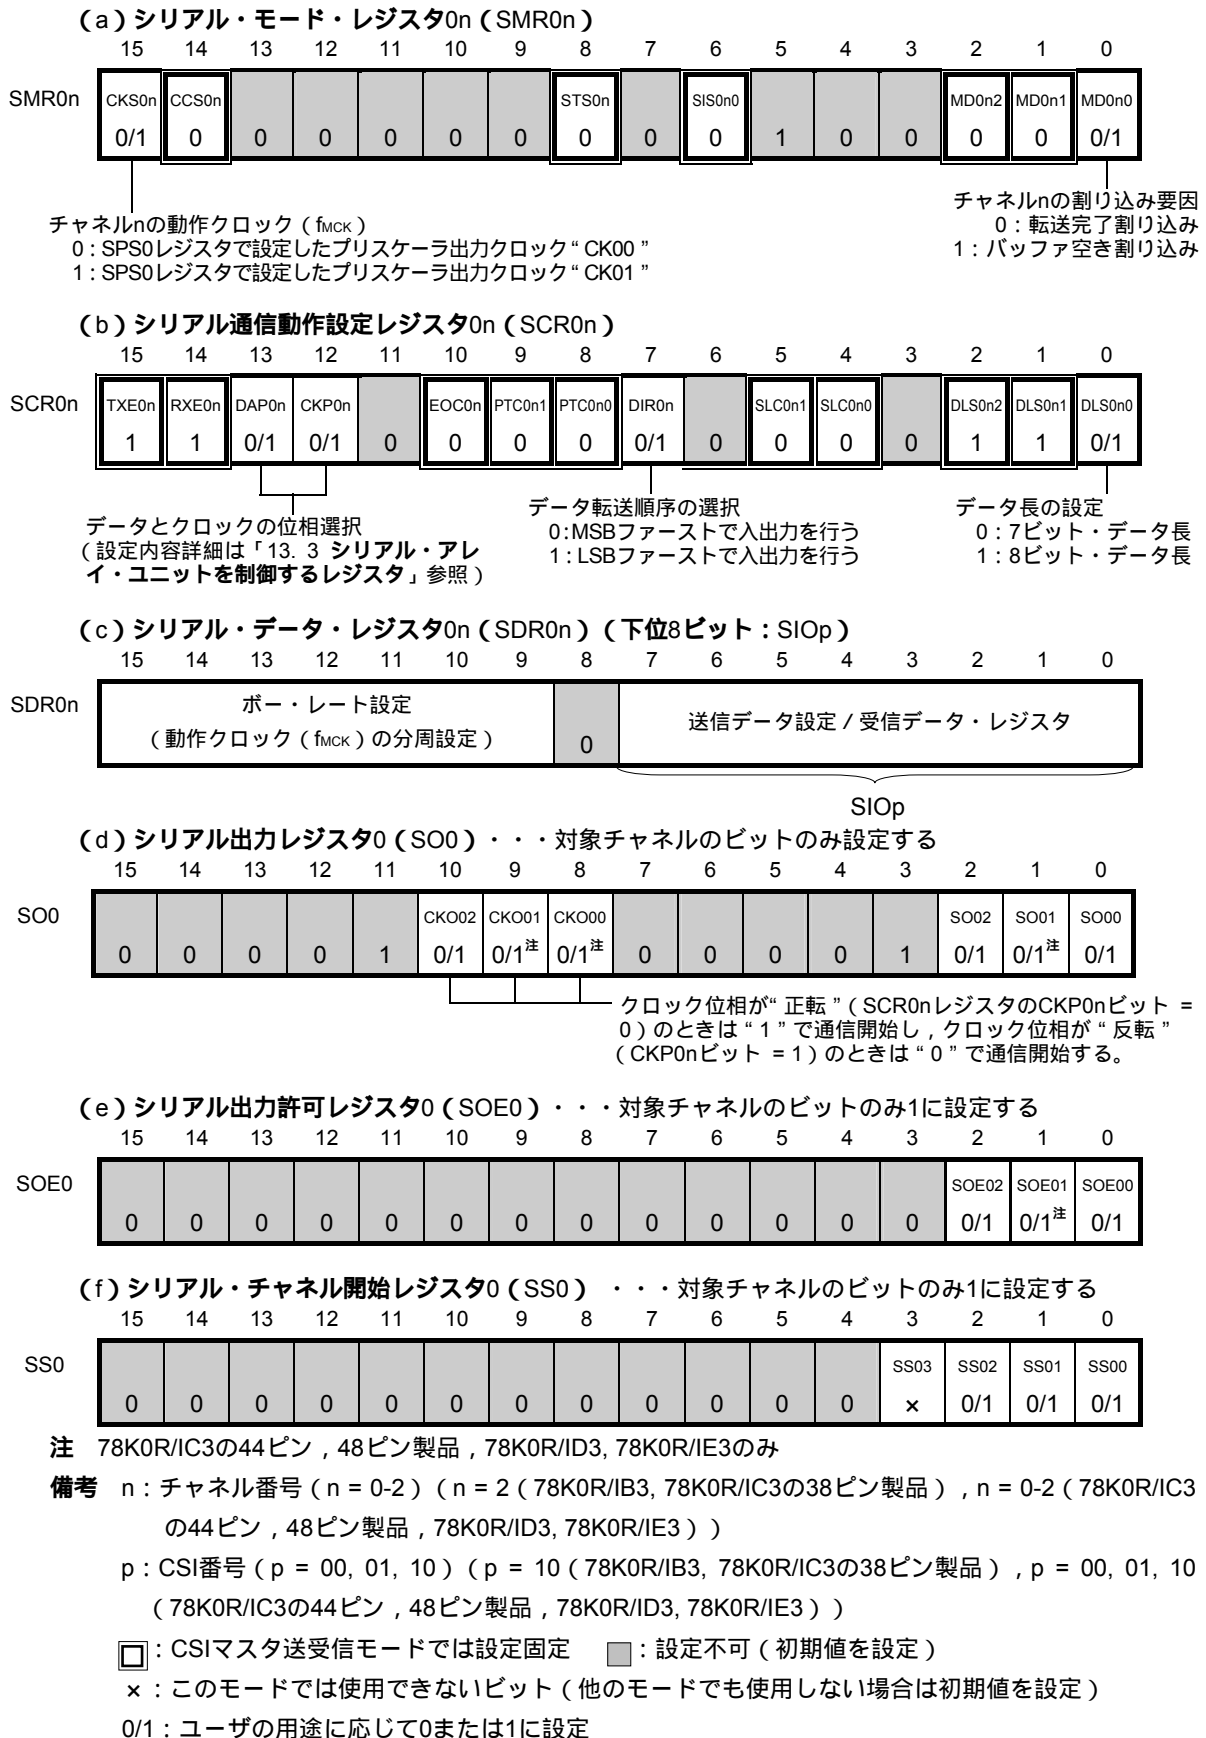 （a）シリアル・モード・レジスタ0n（SMR0n）
15 14 13 12 11 10 9 8 7 6 5 4 3 2 1 0
SMR0n CKS0n CCS0n STS0n SIS0n0 MD0n2 MD0n1 MD0n0
0/1 0 0 0 0 0 0 0 0 0 1 0 0 0 0 0/1
チャネルnの動作クロック（fMCK）
0：SPS0レジスタで設定したプリスケーラ出力クロック“CK00”
1：SPS0レジスタで設定したプリスケーラ出力クロック“CK01”
チャネルnの割り込み要因
0：転送完了割り込み
1：バッファ空き割り込み
（b）シリアル通信動作設定レジスタ0n（SCR0n）
15 14 13 12 11 10 9 8 7 6 5 4 3 2 1 0
SCR0n TXE0n RXE0n DAP0n CKP0n EOC0n PTC0n1 PTC0n0 DIR0n SLC0n1 SLC0n0 DLS0n2 DLS0n1 DLS0n0
1 1 0/1 0/1 0 0 0 0 0/1 0 0 0 0 1 1 0/1
データとクロックの位相選択
（設定内容詳細は「13. 3 シリアル・アレ
イ・ユニットを制御するレジスタ」参照）
データ転送順序の選択
0:MSBファーストで入出力を行う
1：LSBファーストで入出力を行う
データ長の設定
0：7ビット・データ長
1：8ビット・データ長
（c）シリアル・データ・レジスタ0n（SDR0n）（下位8ビット：SIOp）
15 14 13 12 11 10 9 8 7 6 5 4 3 2 1 0
SDR0n
ボー・レート設定
（動作クロック（fMCK）の分周設定）
0
送信データ設定／受信データ・レジスタ
SIOp
（d）シリアル出力レジスタ0（SO0）・・・対象チャネルのビットのみ設定する
15 14 13 12 11 10 9 8 7 6 5 4 3 2 1 0
SO0 CKO02 CKO01 CKO00 SO02 SO01 SO00
0 0 0 0 1 0/1 0/1注 0/1注 0 0 0 0 1 0/1 0/1注 0/1
クロック位相が“正転”（SCR0nレジスタのCKP0nビット =
0）のときは“1”で通信開始し，クロック位相が“反転”
（CKP0nビット = 1）のときは“0”で通信開始する。
（e）シリアル出力許可レジスタ0（SOE0）・・・対象チャネルのビットのみ1に設定する
15 14 13 12 11 10 9 8 7 6 5 4 3 2 1 0
SOE0 SOE02 SOE01 SOE00
0 0 0 0 0 0 0 0 0 0 0 0 0 0/1 0/1注 0/1
（f）シリアル・チャネル開始レジスタ0（SS0） ・・・対象チャネルのビットのみ1に設定する
15 14 13 12 11 10 9 8 7 6 5 4 3 2 1 0
SS0 SS03 SS02 SS01 SS00
0 0 0 0 0 0 0 0 0 0 0 0 × 0/1 0/1 0/1
注 78K0R/IC3の44ピン，48ピン製品，78K0R/ID3, 78K0R/IE3のみ
備考 n：チャネル番号（n = 0-2）（n = 2（78K0R/IB3, 78K0R/IC3の38ピン製品），n = 0-2（78K0R/IC3
の44ピン，48ピン製品，78K0R/ID3, 78K0R/IE3））
p：CSI番号（p = 00, 01, 10）（p = 10（78K0R/IB3, 78K0R/IC3の38ピン製品），p = 00, 01, 10
（78K0R/IC3の44ピン，48ピン製品，78K0R/ID3, 78K0R/IE3））
：CSIマスタ送受信モードでは設定固定 ：設定不可（初期値を設定）
×：このモードでは使用できないビット（他のモードでも使用しない場合は初期値を設定）
0/1：ユーザの用途に応じて0または1に設定